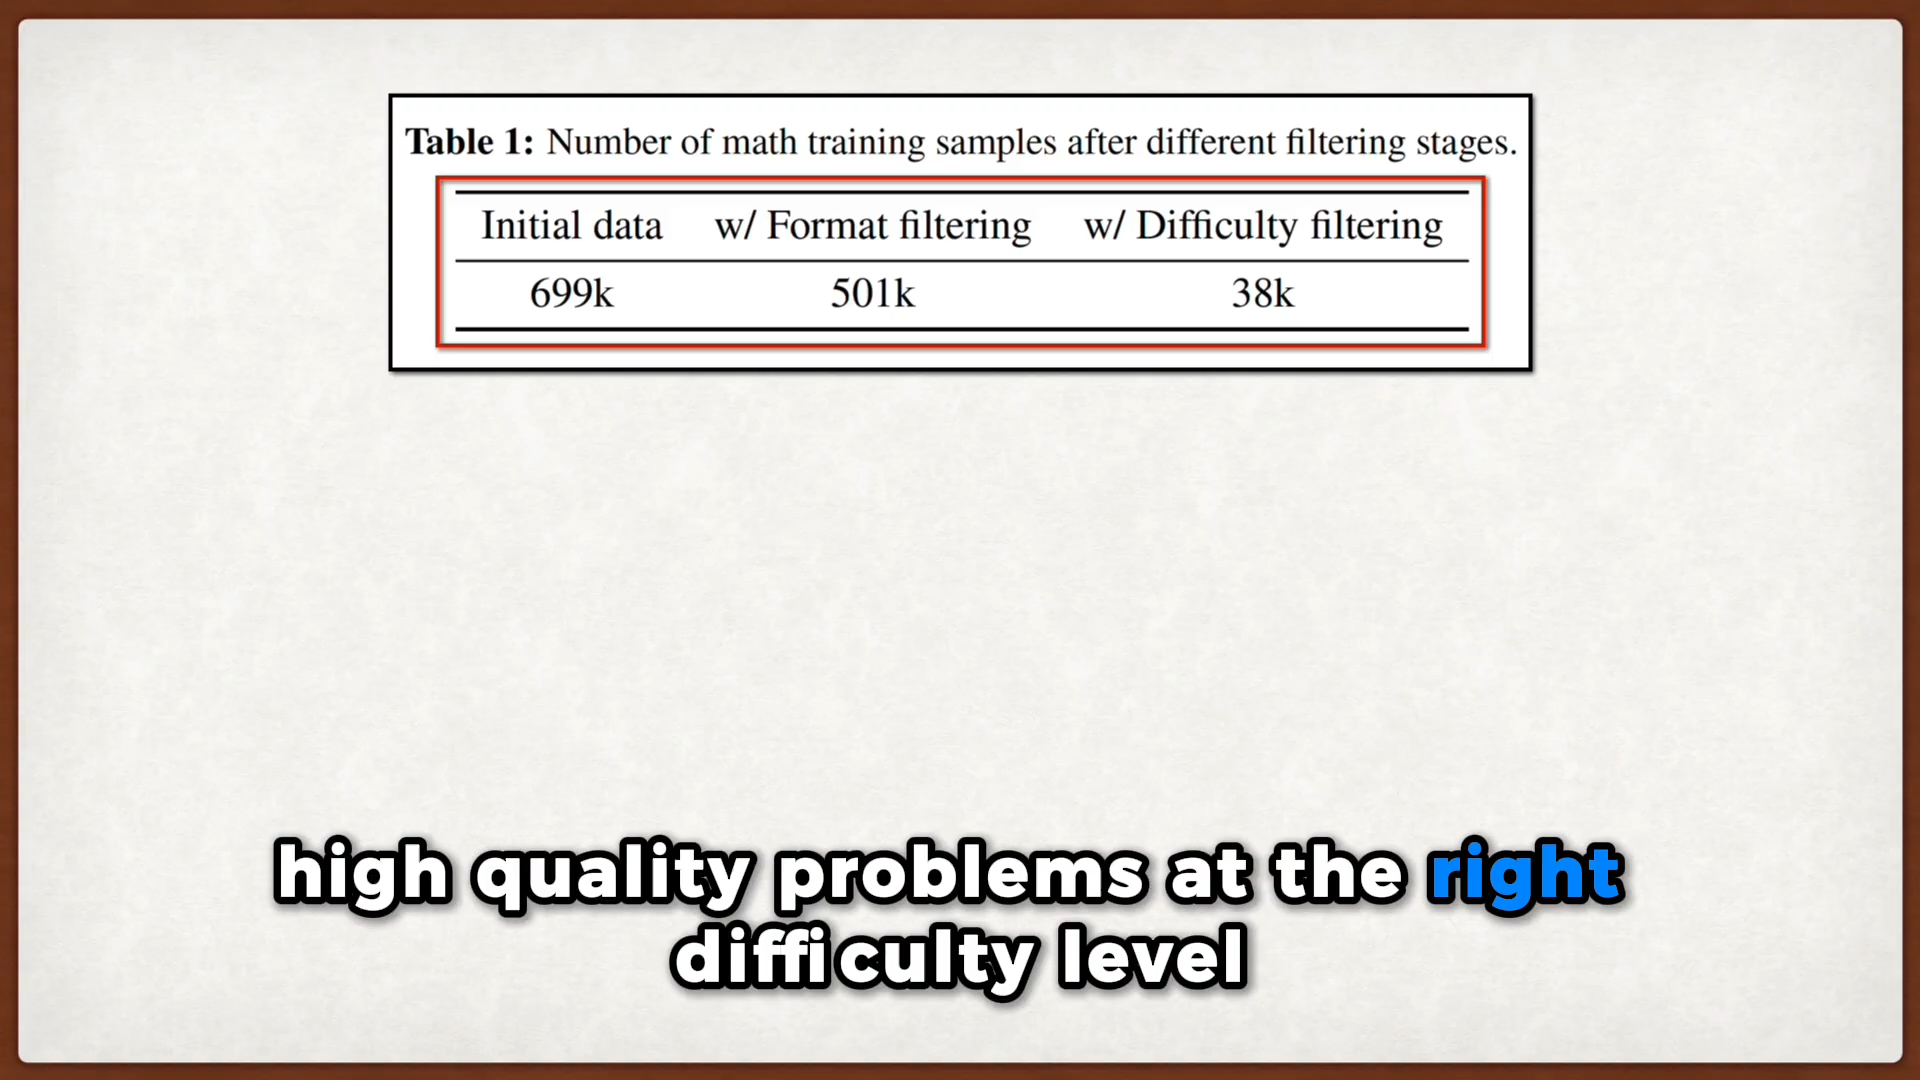 Table 1: Number of math training samples after different filtering stages.
Initial data w/ Format filtering w/ Difficulty filtering
699k 501k 38k
high quality problems at the right
difficulty level